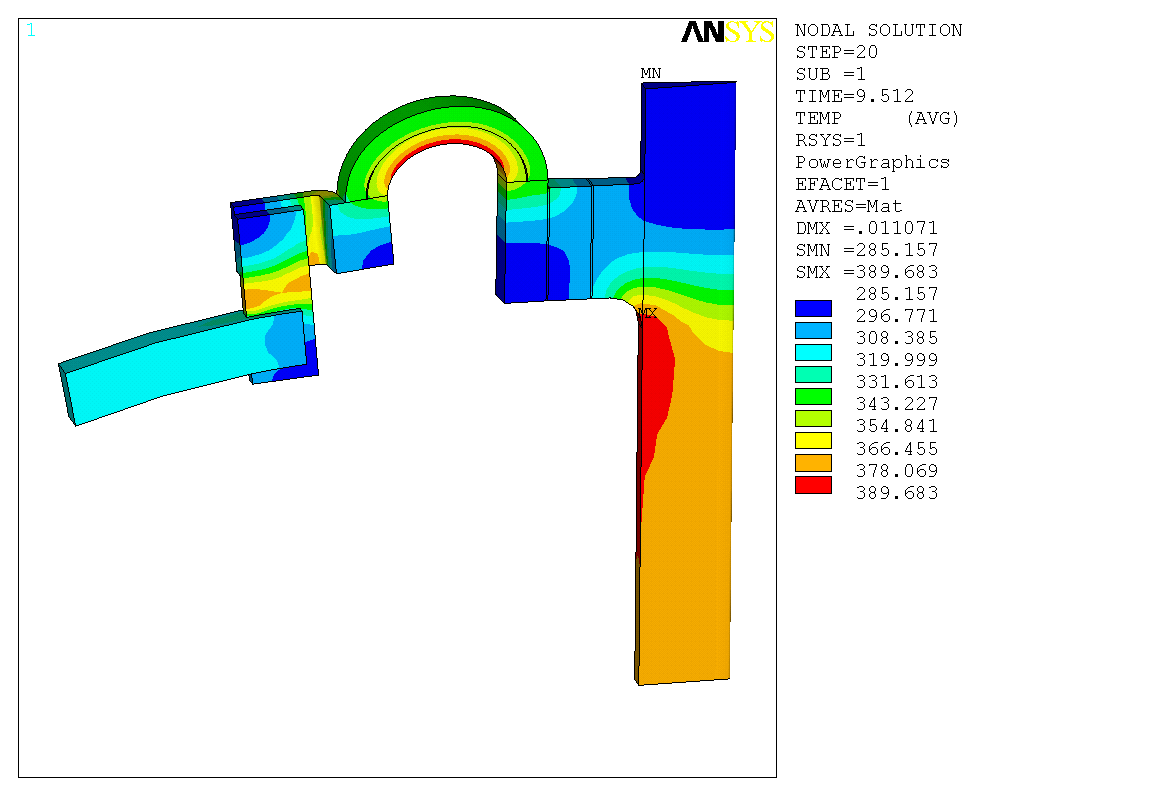 1
ANSYS
MN
MX
NODAL SOLUTION
STEP=20
SUB =1
TIME=9.512
TEMP (AVG)
RSYS=1
PowerGraphics
EFACET=1
AVRES=Mat
DMX =.011071
SMN =285.157
SMX =389.683
285.157
296.771
308.385
319.999
331.613
343.227
354.841
366.455
378.069
389.683